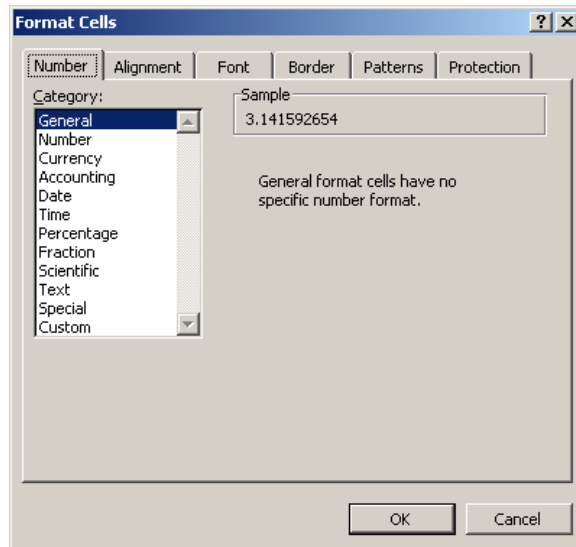 Format Cells
Number Alignment Font Border Patterns Protection
Category:
General
Number
Currency
Accounting
Date
Time
Percentage
Fraction
Scientific
Text
Special
Custom
Sample
3.141592654
General format cells have no
specific number format.
OK Cancel